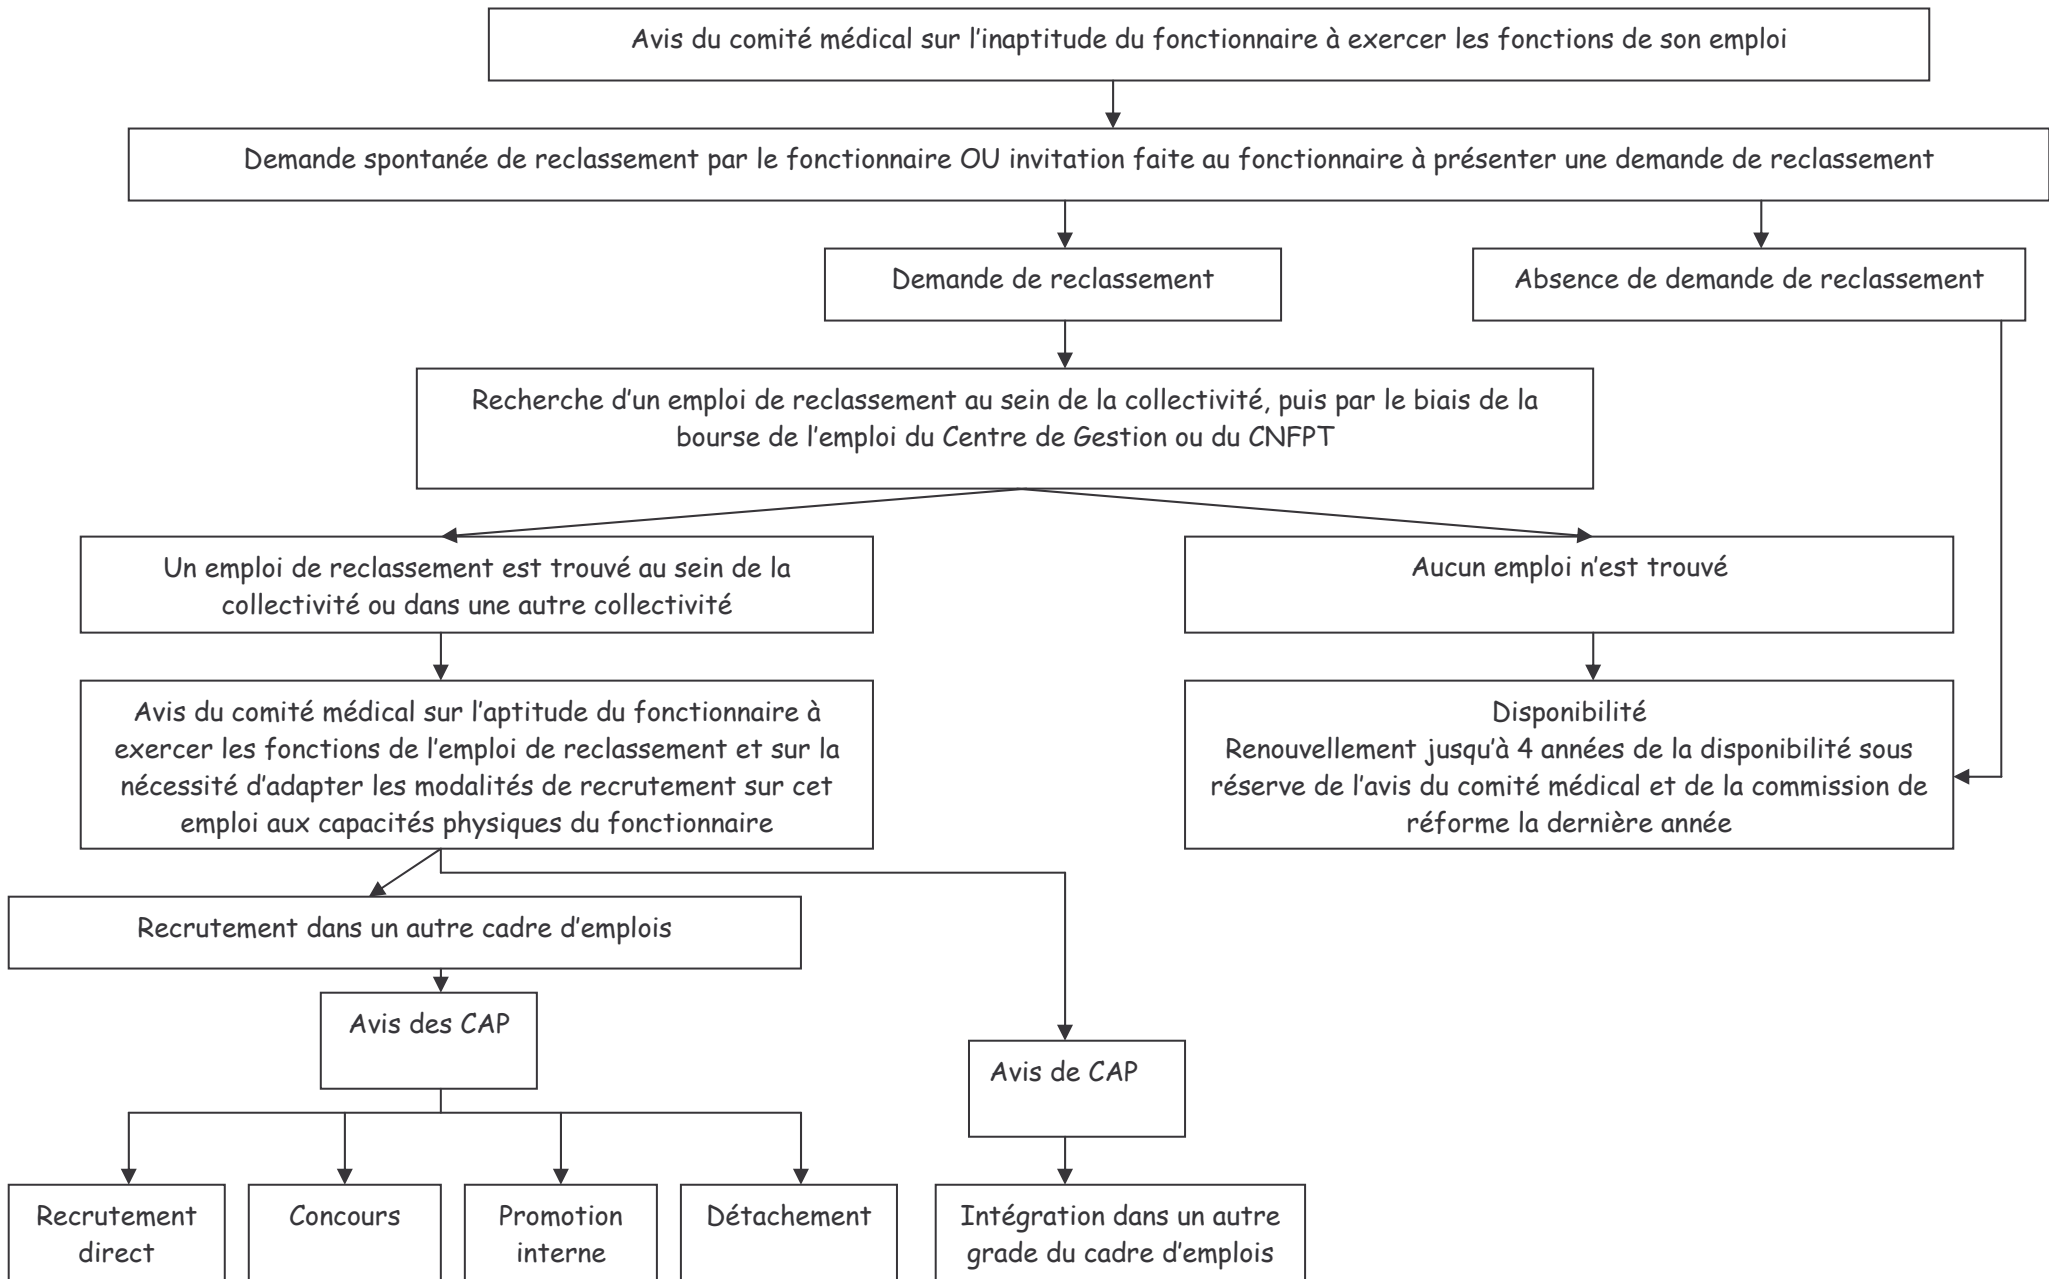 Avis du comité médical sur l'inaptitude du fonctionnaire à exercer les fonctions de son emploi
Demande spontanée de reclassement par le fonctionnaire OU invitation faite au fonctionnaire à présenter une demande de reclassement
Demande de reclassement
Absence de demande de reclassement
Recherche d'un emploi de reclassement au sein de la collectivité, puis par le biais de la
bourse de l'emploi du Centre de Gestion ou du CNFPT
Un emploi de reclassement est trouvé au sein de la
collectivité ou dans une autre collectivité
Aucun emploi n'est trouvé
Avis du comité médical sur l'aptitude du fonctionnaire à
exercer les fonctions de l'emploi de reclassement et sur la
nécessité d'adapter les modalités de recrutement sur cet
emploi aux capacités physiques du fonctionnaire
Disponibilité
Renouvellement jusqu'à 4 années de la disponibilité sous
réserve de l'avis du comité médical et de la commission de
réforme la dernière année
Recrutement dans un autre cadre d'emplois
Avis des CAP
Avis de CAP
Recrutement
direct
Concours
Promotion
interne
Détachement
Intégration dans un autre
grade du cadre d'emplois